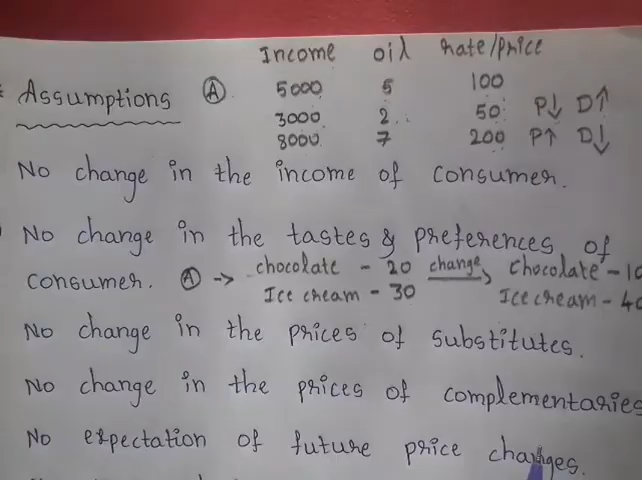 Income oil rate/price
Assumptions A 5000 5 100
3000 2 50 P↓ D↑
8000 7 200 P↑ D↓
No change in the income of consumer.
No change in the tastes & preferences of
consumer. A → chocolate - 20 change → Chocolate - 10
Ice cream - 30 Ice cream - 40
No change in the prices of substitutes.
No change in the prices of complementaries
No expectation of future price changes.